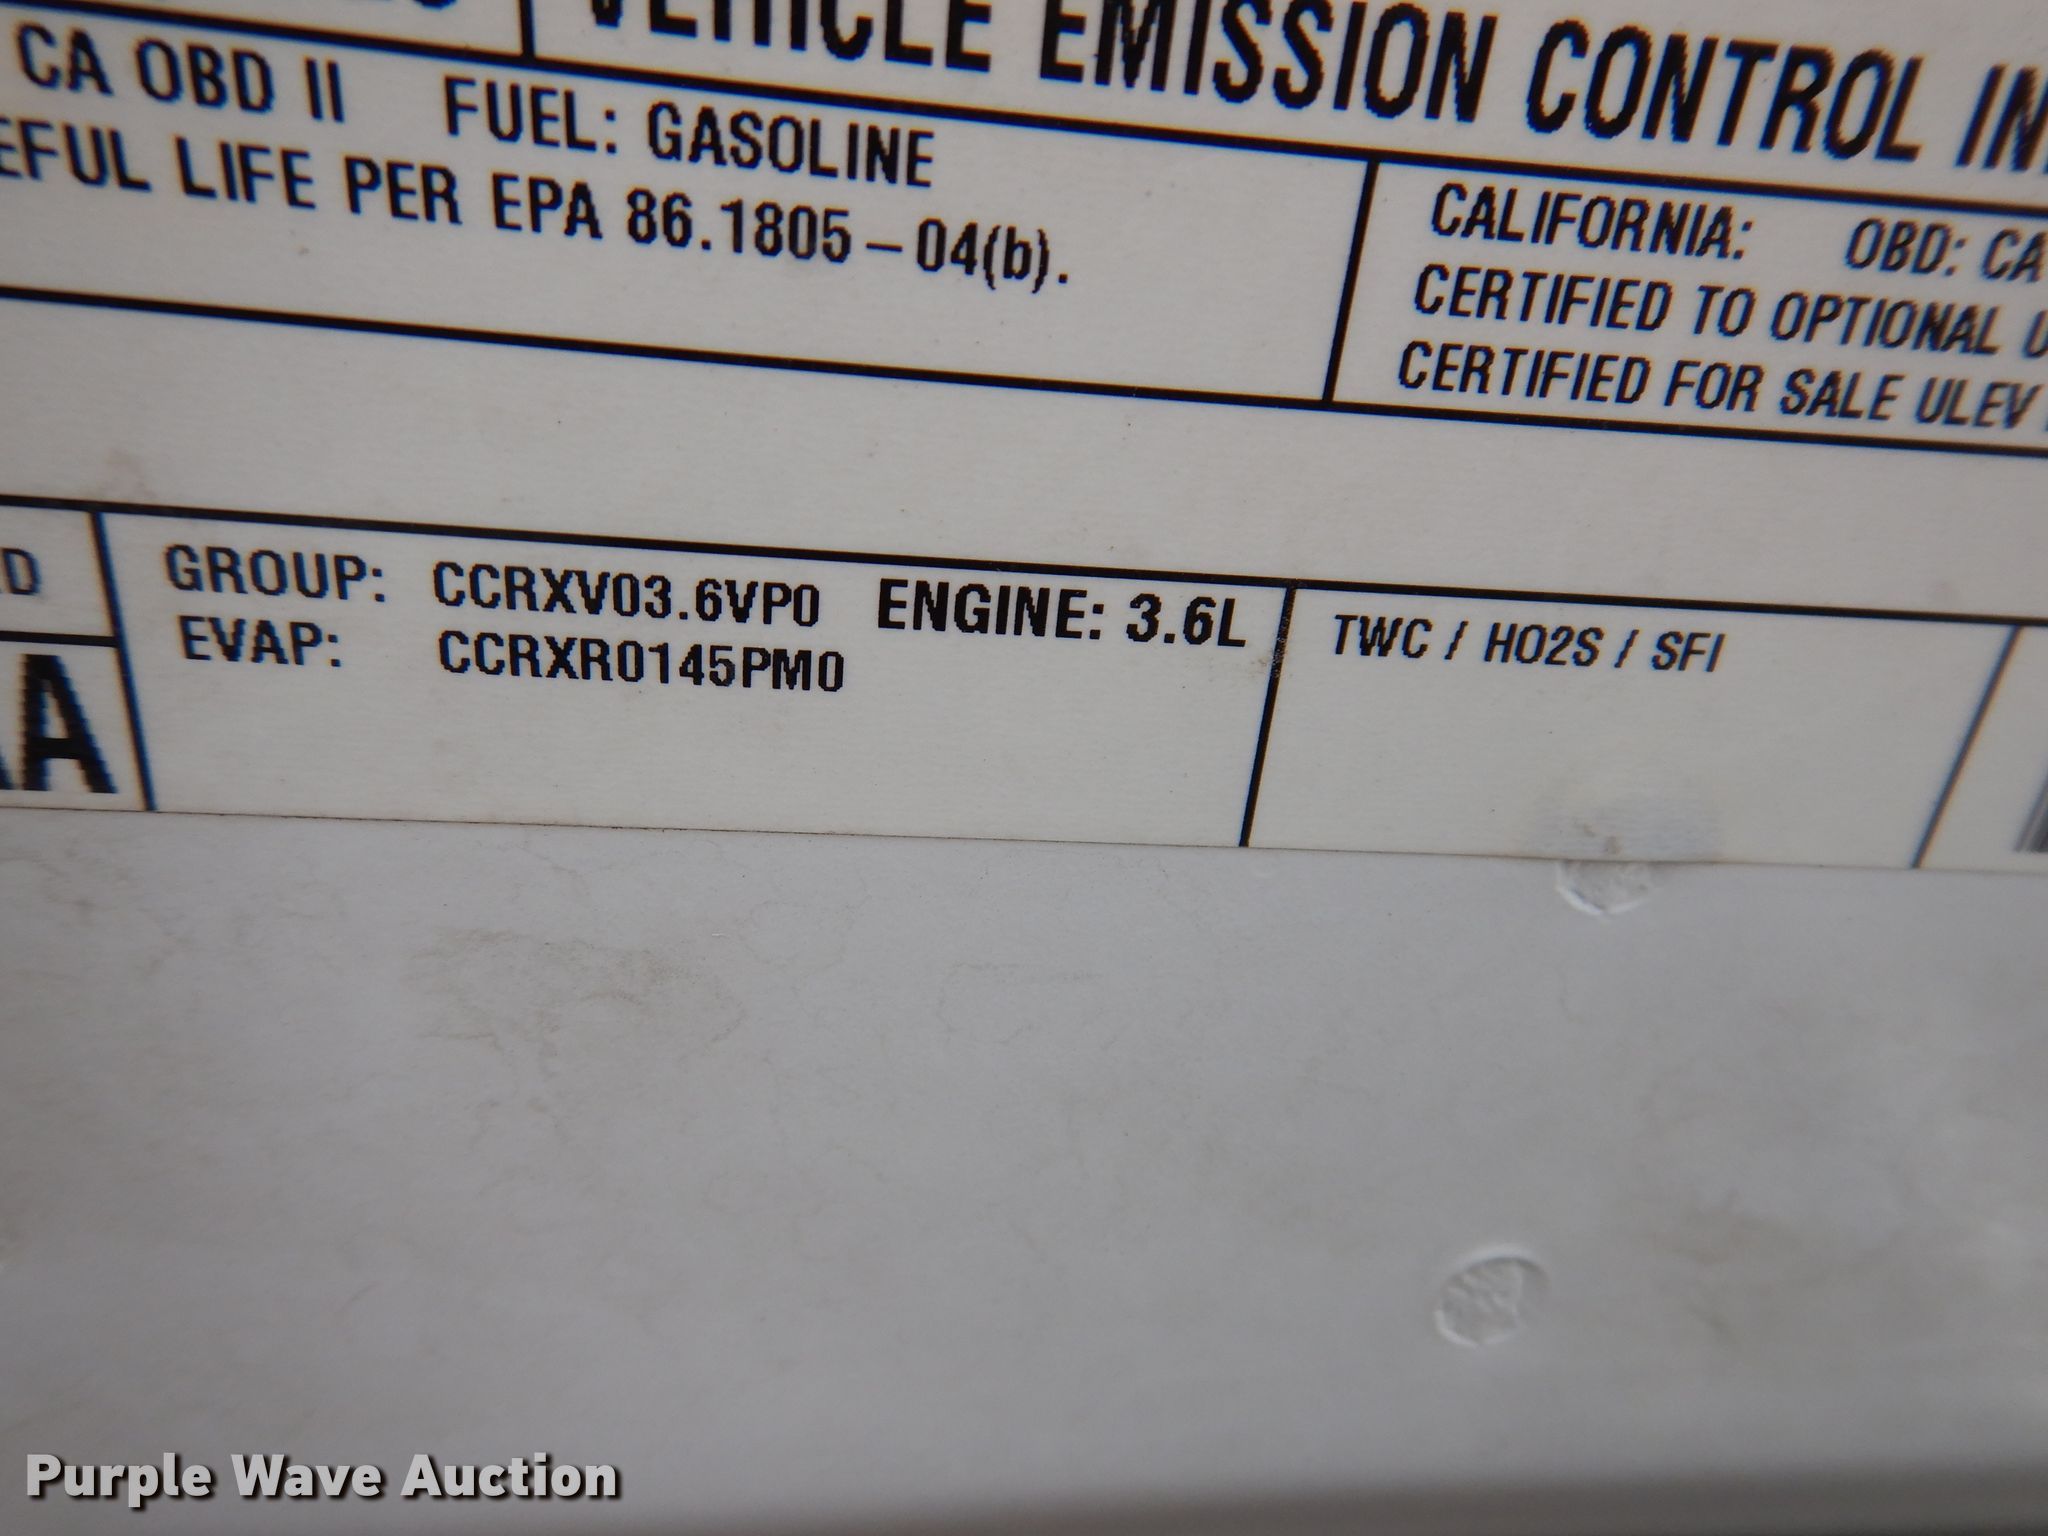 VEHICLE EMISSION CONTROL
CA OBD II FUEL: GASOLINE
LIFE PER EPA 86.1805-04(b).
CALIFORNIA: OBD: CA
CERTIFIED TO OPTIONAL
CERTIFIED FOR SALE ULEV
GROUP: CCRXV03.6VP0 ENGINE: 3.6L
EVAP: CCRXR0145PM0
TWC / HO2S / SFI
Purple Wave Auction